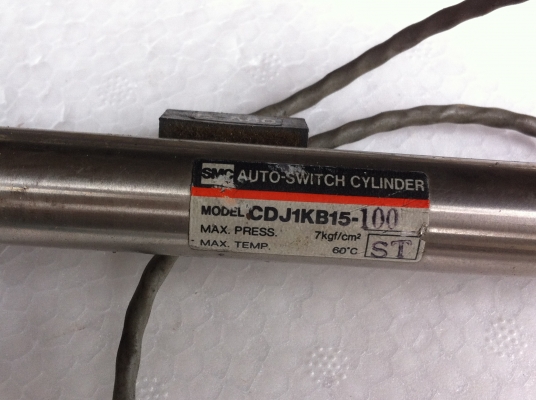 SMC AUTO-SWITCH CYLINDER
MODEL CDJ1KB15-100
MAX. PRESS. 7kgf/cm²
MAX. TEMP. 60°C ST